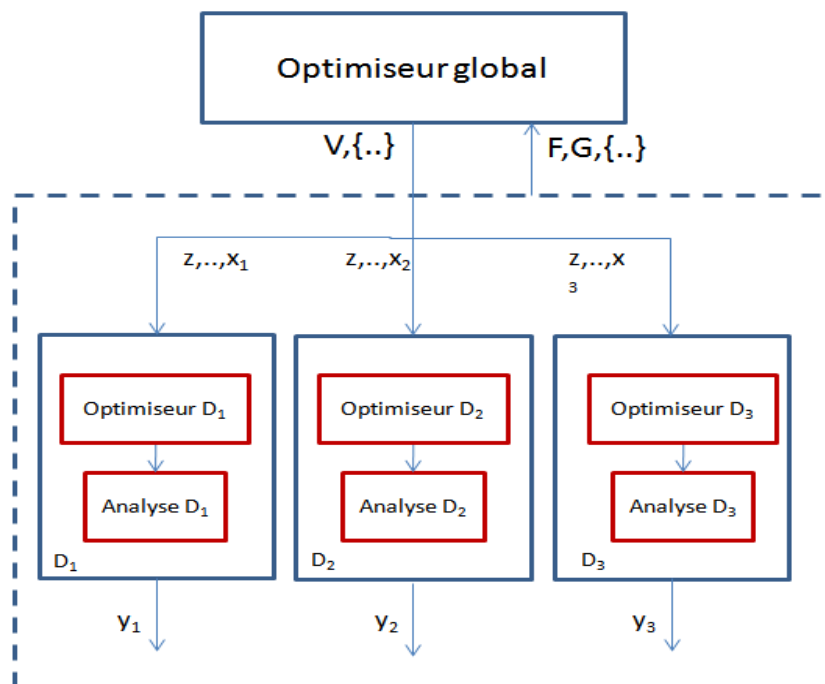 Optimiseur global
V,{..} F,G,{..}
z,..,x₁ z,..,x₂ z,..,x
3
Optimiseur D₁ Optimiseur D₂ Optimiseur D₃
Analyse D₁ Analyse D₂ Analyse D₃
D₁ D₂ D₃
y₁ y₂ y₃